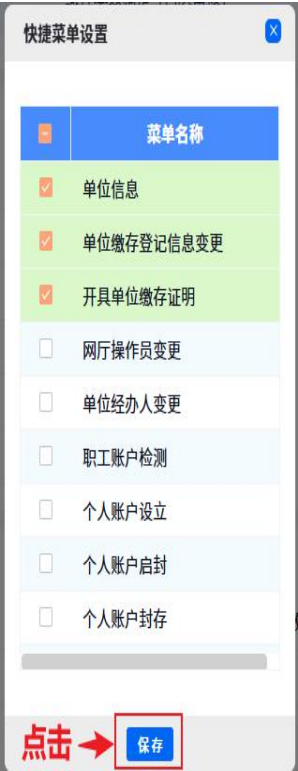 快捷菜单设置
菜单名称
单位信息
单位缴存登记信息变更
开具单位缴存证明
网厅操作员变更
单位经办人变更
职工账户检测
个人账户设立
个人账户启封
个人账户封存
点击 保存